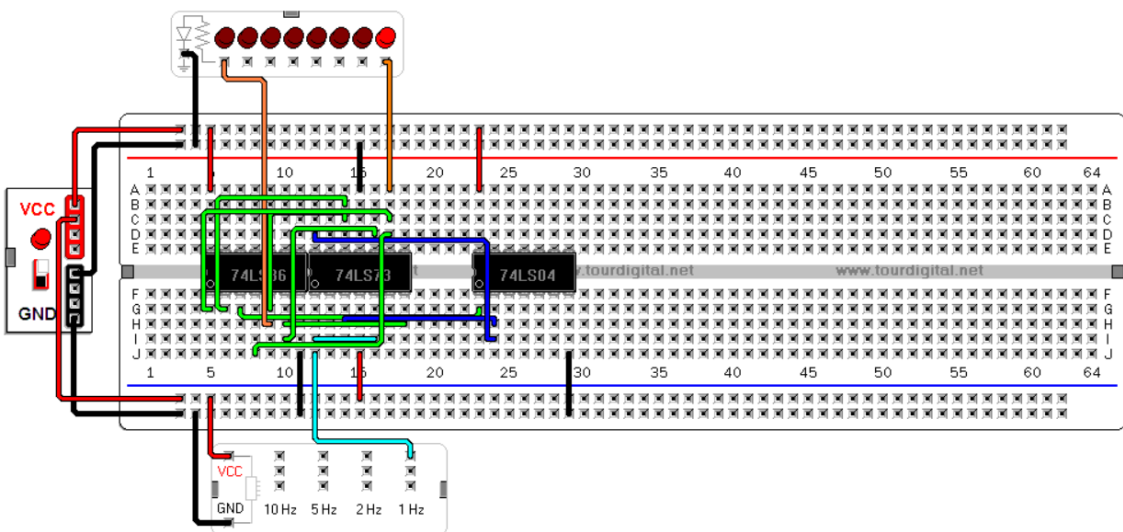 VCC
GND
1 10 15 20 25 30 35 40 45 50 55 60 64
A A
B B
C C
D D
E E
74LS86 74LS73 74LS04 .tourdigital.net www.tourdigital.net
F F
G G
H H
I I
J J
1 5 10 15 20 25 30 35 40 45 50 55 60 64
VCC
GND 10 Hz 5 Hz 2 Hz 1 Hz